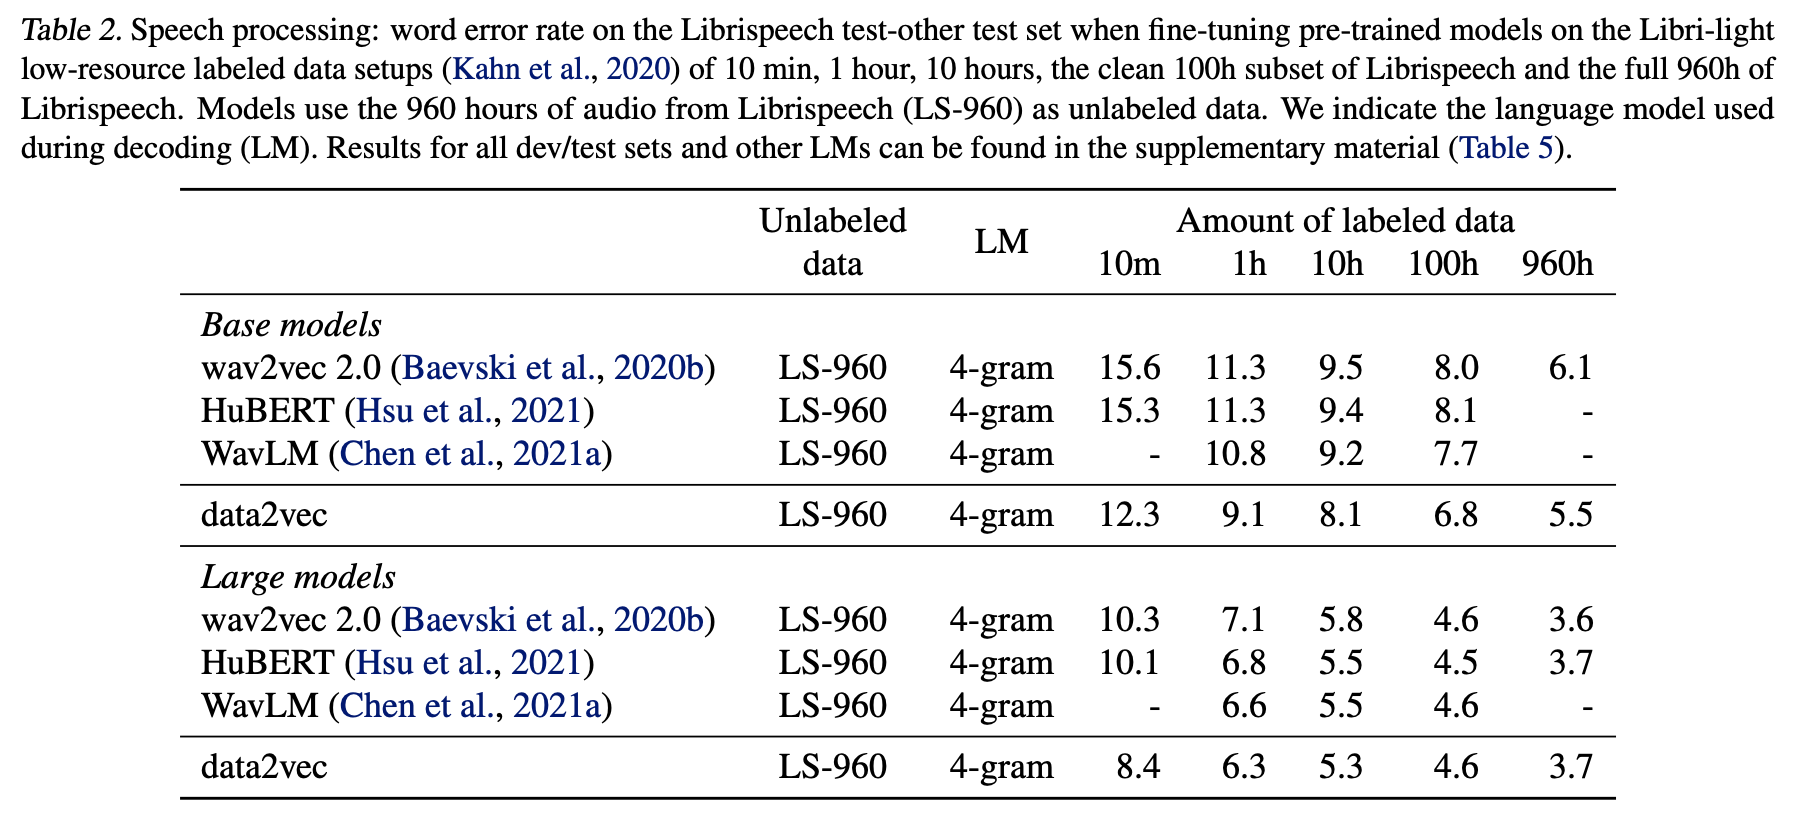 Table 2. Speech processing: word error rate on the Librispeech test-other test set when fine-tuning pre-trained models on the Libri-light
low-resource labeled data setups (Kahn et al., 2020) of 10 min, 1 hour, 10 hours, the clean 100h subset of Librispeech and the full 960h of
Librispeech. Models use the 960 hours of audio from Librispeech (LS-960) as unlabeled data. We indicate the language model used
during decoding (LM). Results for all dev/test sets and other LMs can be found in the supplementary material (Table 5).
Unlabeled data LM Amount of labeled data
10m 1h 10h 100h 960h
Base models
wav2vec 2.0 (Baevski et al., 2020b) LS-960 4-gram 15.6 11.3 9.5 8.0 6.1
HuBERT (Hsu et al., 2021) LS-960 4-gram 15.3 11.3 9.4 8.1 -
WavLM (Chen et al., 2021a) LS-960 4-gram - 10.8 9.2 7.7 -
data2vec LS-960 4-gram 12.3 9.1 8.1 6.8 5.5
Large models
wav2vec 2.0 (Baevski et al., 2020b) LS-960 4-gram 10.3 7.1 5.8 4.6 3.6
HuBERT (Hsu et al., 2021) LS-960 4-gram 10.1 6.8 5.5 4.5 3.7
WavLM (Chen et al., 2021a) LS-960 4-gram - 6.6 5.5 4.6 -
data2vec LS-960 4-gram 8.4 6.3 5.3 4.6 3.7